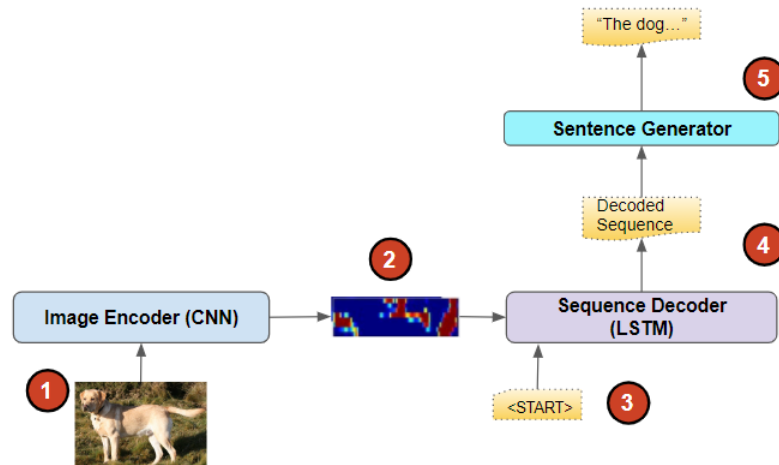 “The dog…”
5
Sentence Generator
Decoded
Sequence
4
2
Image Encoder (CNN)
Sequence Decoder
(LSTM)
1
<START>
3